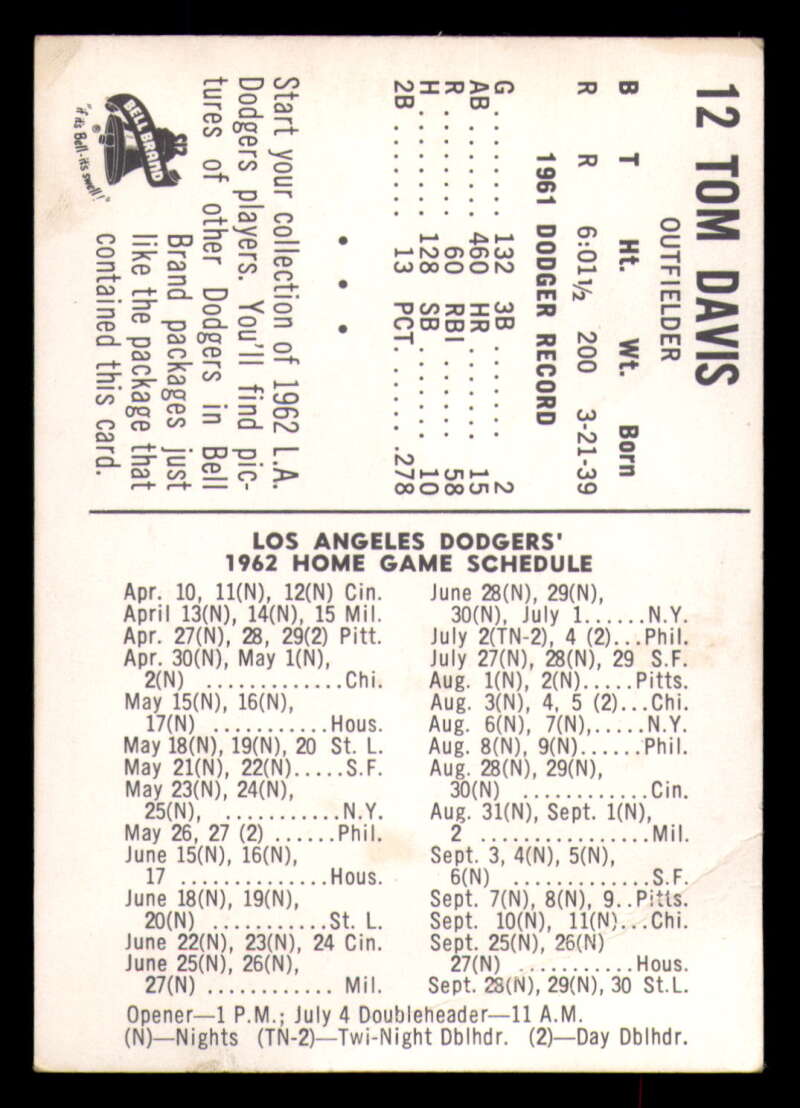 12 TOM DAVIS
OUTFIELDER
B T Ht. Wt. Born
R R 6:01½ 200 3-21-39
1961 DODGER RECORD
G ......... 132 3B ......... 2
AB ........ 460 HR ......... 15
R ......... 60 RBI ........ 58
H ......... 128 SB ......... 10
2B ........ 13 PCT. ...... .278
• • •
Start your collection of 1962 L.A.
Dodgers players. You'll find pic-
tures of other Dodgers in Bell
Brand packages just
like the package that
contained this card.
BELL BRAND
®
"if it's Bell-it's swell!"
LOS ANGELES DODGERS'
1962 HOME GAME SCHEDULE
Apr. 10, 11(N), 12(N) Cin.
April 13(N), 14(N), 15 Mil.
Apr. 27(N), 28, 29(2) Pitt.
Apr. 30(N), May 1(N),
2(N) .............Chi.
May 15(N), 16(N),
17(N) ...........Hous.
May 18(N), 19(N), 20 St. L.
May 21(N), 22(N).....S.F.
May 23(N), 24(N),
25(N), ...........N.Y.
May 26, 27 (2) ......Phil.
June 15(N), 16(N),
17 ..............Hous.
June 18(N), 19(N),
20(N) ...........St. L.
June 22(N), 23(N), 24 Cin.
June 25(N), 26(N),
27(N) ............ Mil.
June 28(N), 29(N),
30(N), July 1......N.Y.
July 2(TN-2), 4 (2)...Phil.
July 27(N), 28(N), 29 S.F.
Aug. 1(N), 2(N).....Pitts.
Aug. 3(N), 4, 5 (2)...Chi.
Aug. 6(N), 7(N),.....N.Y.
Aug. 8(N), 9(N)......Phil.
Aug. 28(N), 29(N),
30(N) ............Cin.
Aug. 31(N), Sept. 1(N),
2 ................Mil.
Sept. 3, 4(N), 5(N),
6(N) .............S.F.
Sept. 7(N), 8(N), 9..Pitts.
Sept. 10(N), 11(N)...Chi.
Sept. 25(N), 26(N)
27(N) ...........Hous.
Sept. 28(N), 29(N), 30 St.L.
Opener—1 P.M.; July 4 Doubleheader—11 A.M.
(N)—Nights (TN-2)—Twi-Night Dblhdr. (2)—Day Dblhdr.